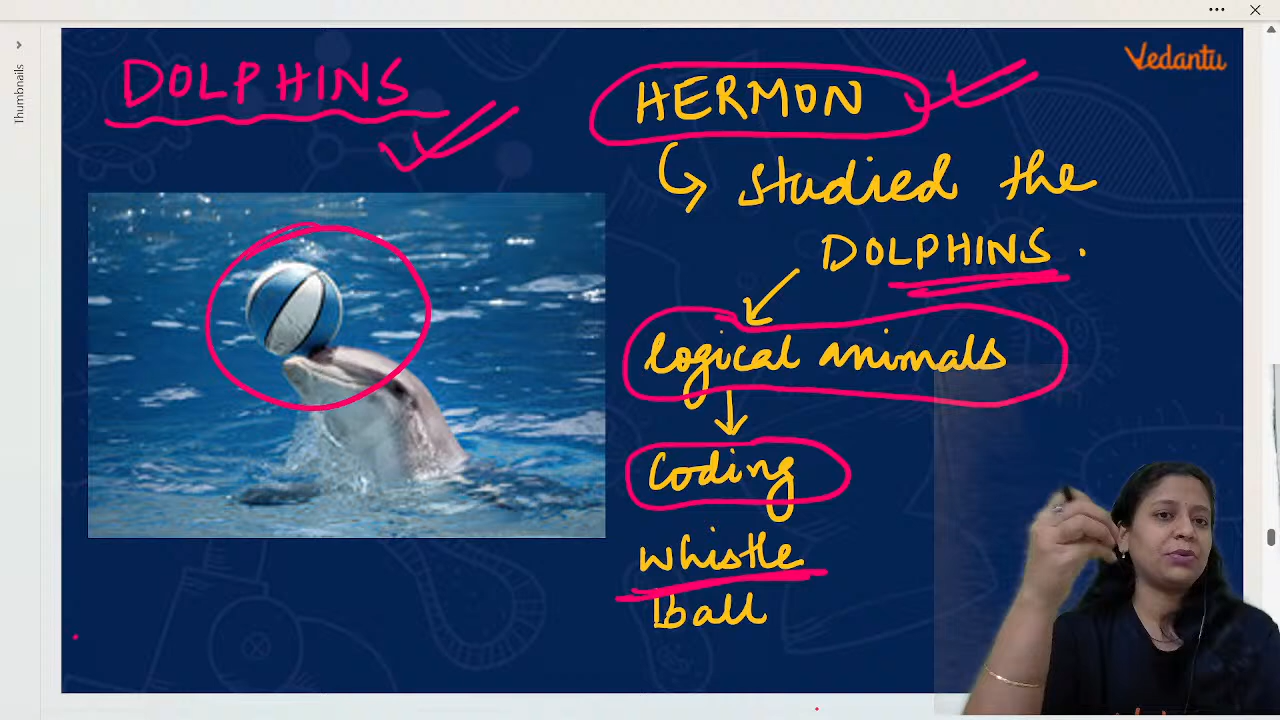 Thumbnails
Vedantu
DOLPHINS
HERMON
studied the
DOLPHINS.
logical animals
Coding
whistle
ball